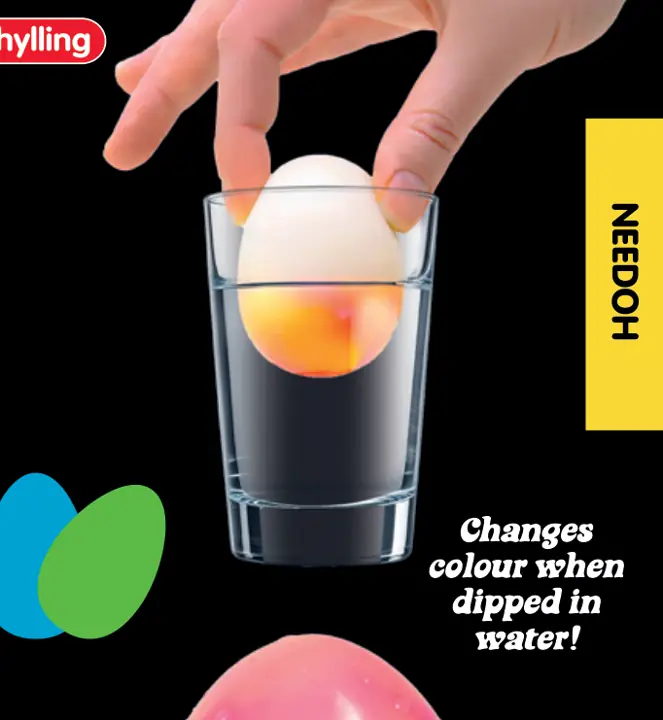 hylling
NEEDOH
Changes
colour when
dipped in
water!